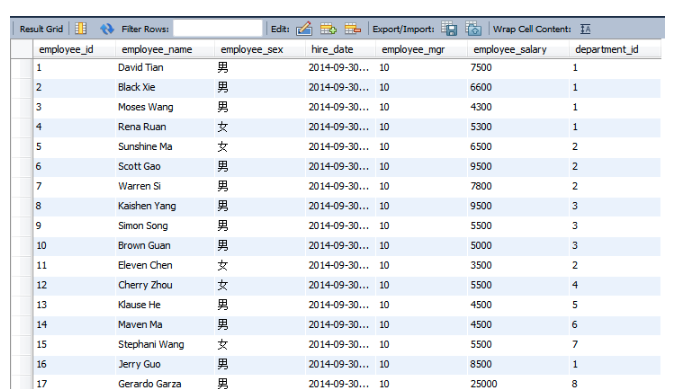 Result Grid Filter Rows: Edit: Export/Import: Wrap Cell Content:
employee_id employee_name employee_sex hire_date employee_mgr employee_salary department_id
1 David Tian 男 2014-09-30... 10 7500 1
2 Black Xie 男 2014-09-30... 10 6600 1
3 Moses Wang 男 2014-09-30... 10 4300 1
4 Rena Ruan 女 2014-09-30... 10 5300 1
5 Sunshine Ma 女 2014-09-30... 10 6500 2
6 Scott Gao 男 2014-09-30... 10 9500 2
7 Warren Si 男 2014-09-30... 10 7800 2
8 Kaishen Yang 男 2014-09-30... 10 9500 3
9 Simon Song 男 2014-09-30... 10 5500 3
10 Brown Guan 男 2014-09-30... 10 5000 3
11 Eleven Chen 女 2014-09-30... 10 3500 2
12 Cherry Zhou 女 2014-09-30... 10 5500 4
13 Klause He 男 2014-09-30... 10 4500 5
14 Maven Ma 男 2014-09-30... 10 4500 6
15 Stephani Wang 女 2014-09-30... 10 5500 7
16 Jerry Guo 男 2014-09-30... 10 8500 1
17 Gerardo Garza 男 2014-09-30... 10 25000 8